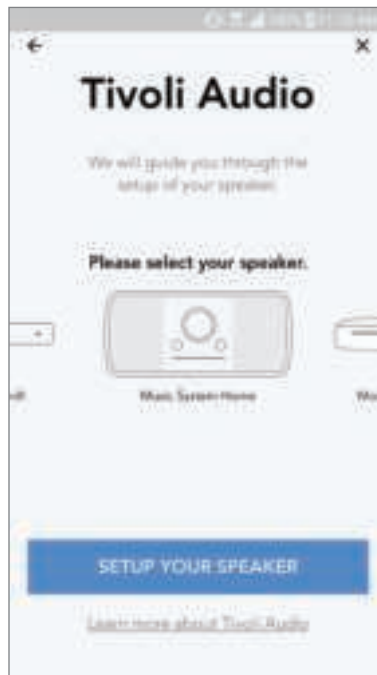 Tivoli Audio
We will guide you through the
setup of your speaker.
Please select your speaker.
Music System Home
SETUP YOUR SPEAKER
Learn more about Tivoli Audio